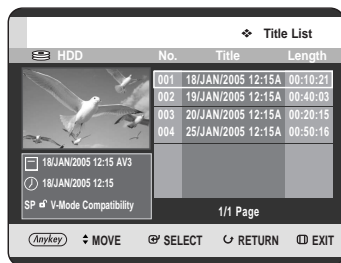 ❖ Title List
HDD No. Title Length
001 18/JAN/2005 12:15A 00:10:21
002 19/JAN/2005 12:15A 00:40:03
003 20/JAN/2005 12:15A 00:20:15
004 25/JAN/2005 12:15A 00:50:16
18/JAN/2005 12:15 AV3
18/JAN/2005 12:15
SP V-Mode Compatibility
1/1 Page
Anykey MOVE SELECT RETURN EXIT